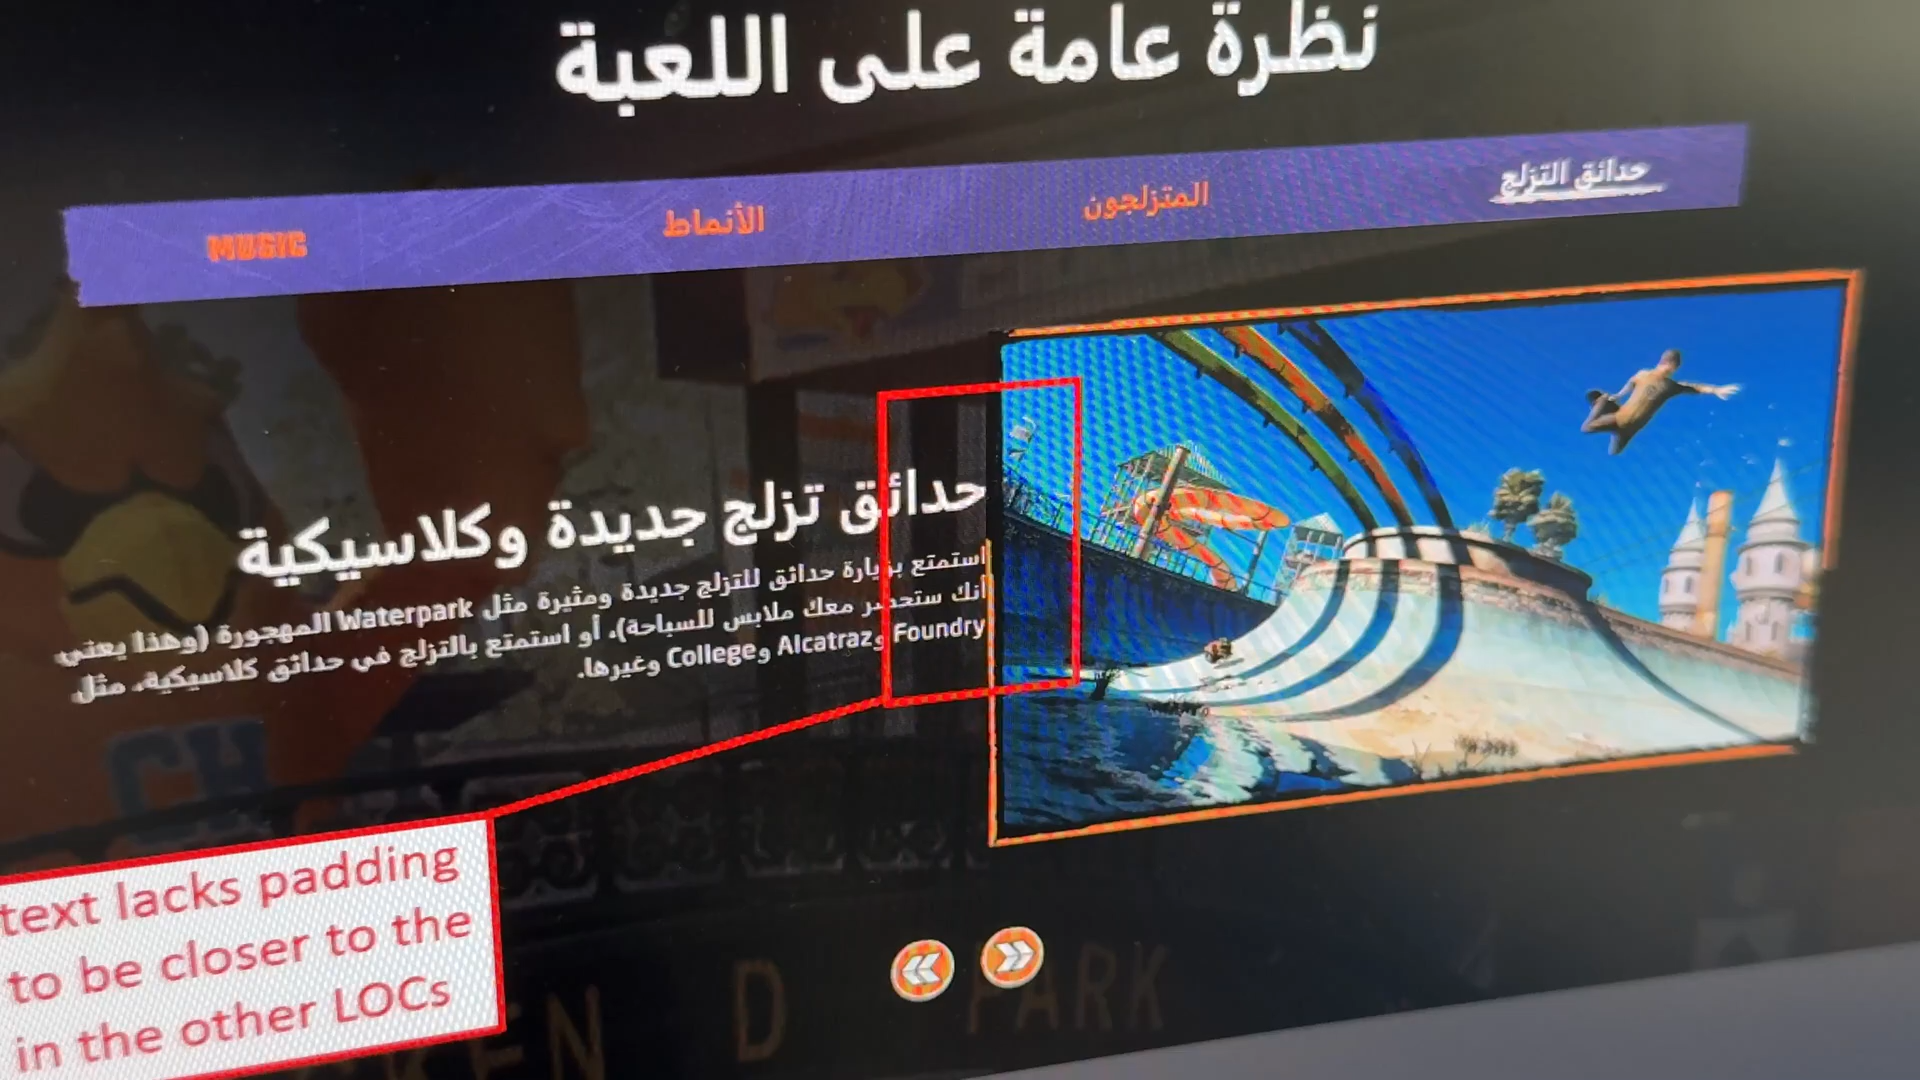 نظرة عامة على اللعبة
حدائق التزلج
المتزلجون
الأنماط
MUSIC
حدائق تزلج جديدة وكلاسيكية
استمتع بزيارة حدائق للتزلج جديدة ومثيرة مثل Waterpark المهجورة (وهذا يعني
أنك ستحضر معك ملابس للسباحة)، أو استمتع بالتزلج في حدائق كلاسيكية، مثل
Foundry وAlcatraz وCollege وغيرها.
text lacks padding
to be closer to the
in the other LOCs
CH
D PARK